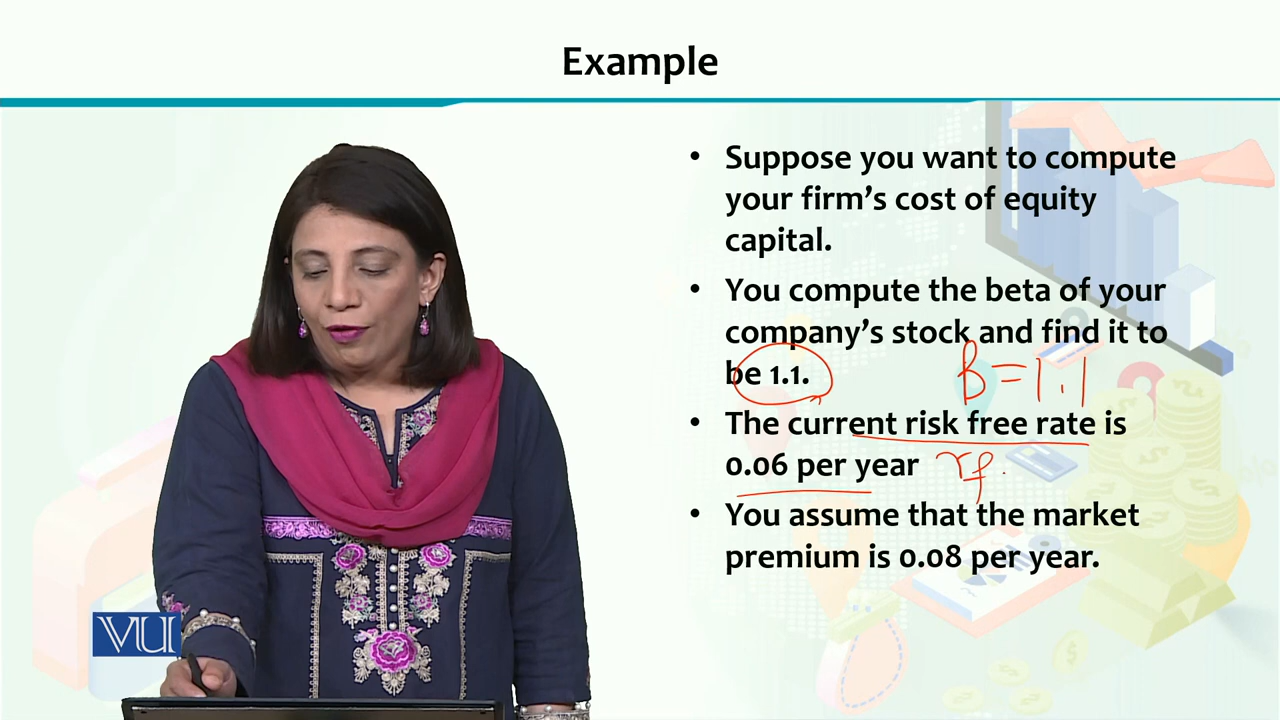 Example
• Suppose you want to compute
your firm's cost of equity
capital.
• You compute the beta of your
company's stock and find it to
be 1.1. β = 1.1
• The current risk free rate is
0.06 per year rf.
• You assume that the market
premium is 0.08 per year.
VU